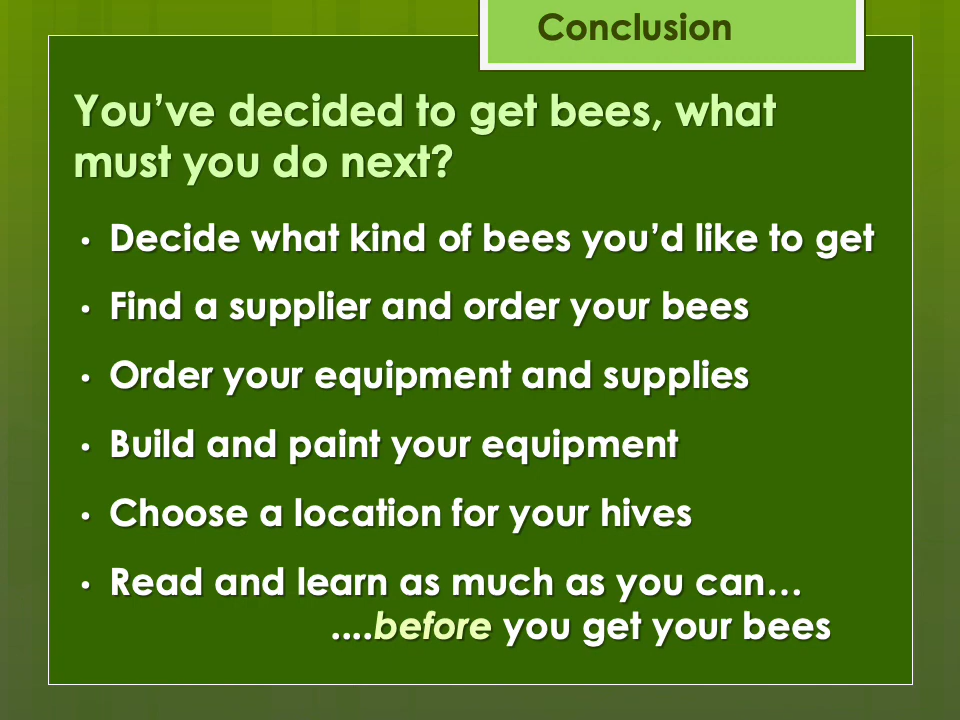 Conclusion
You’ve decided to get bees, what
must you do next?
• Decide what kind of bees you’d like to get
• Find a supplier and order your bees
• Order your equipment and supplies
• Build and paint your equipment
• Choose a location for your hives
• Read and learn as much as you can…
....before you get your bees